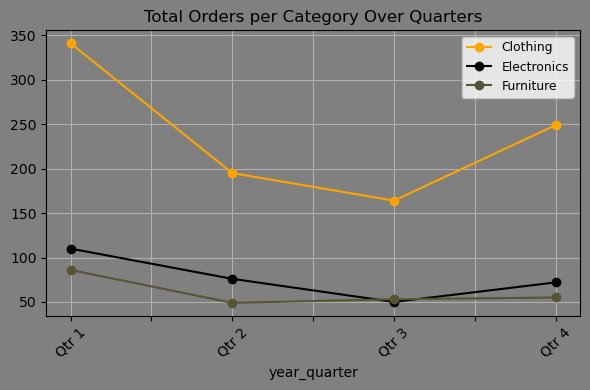 Total Orders per Category Over Quarters
350
300
250
200
150
100
50
Clothing
Electronics
Furniture
Qtr 1
Qtr 2
Qtr 3
Qtr 4
year_quarter